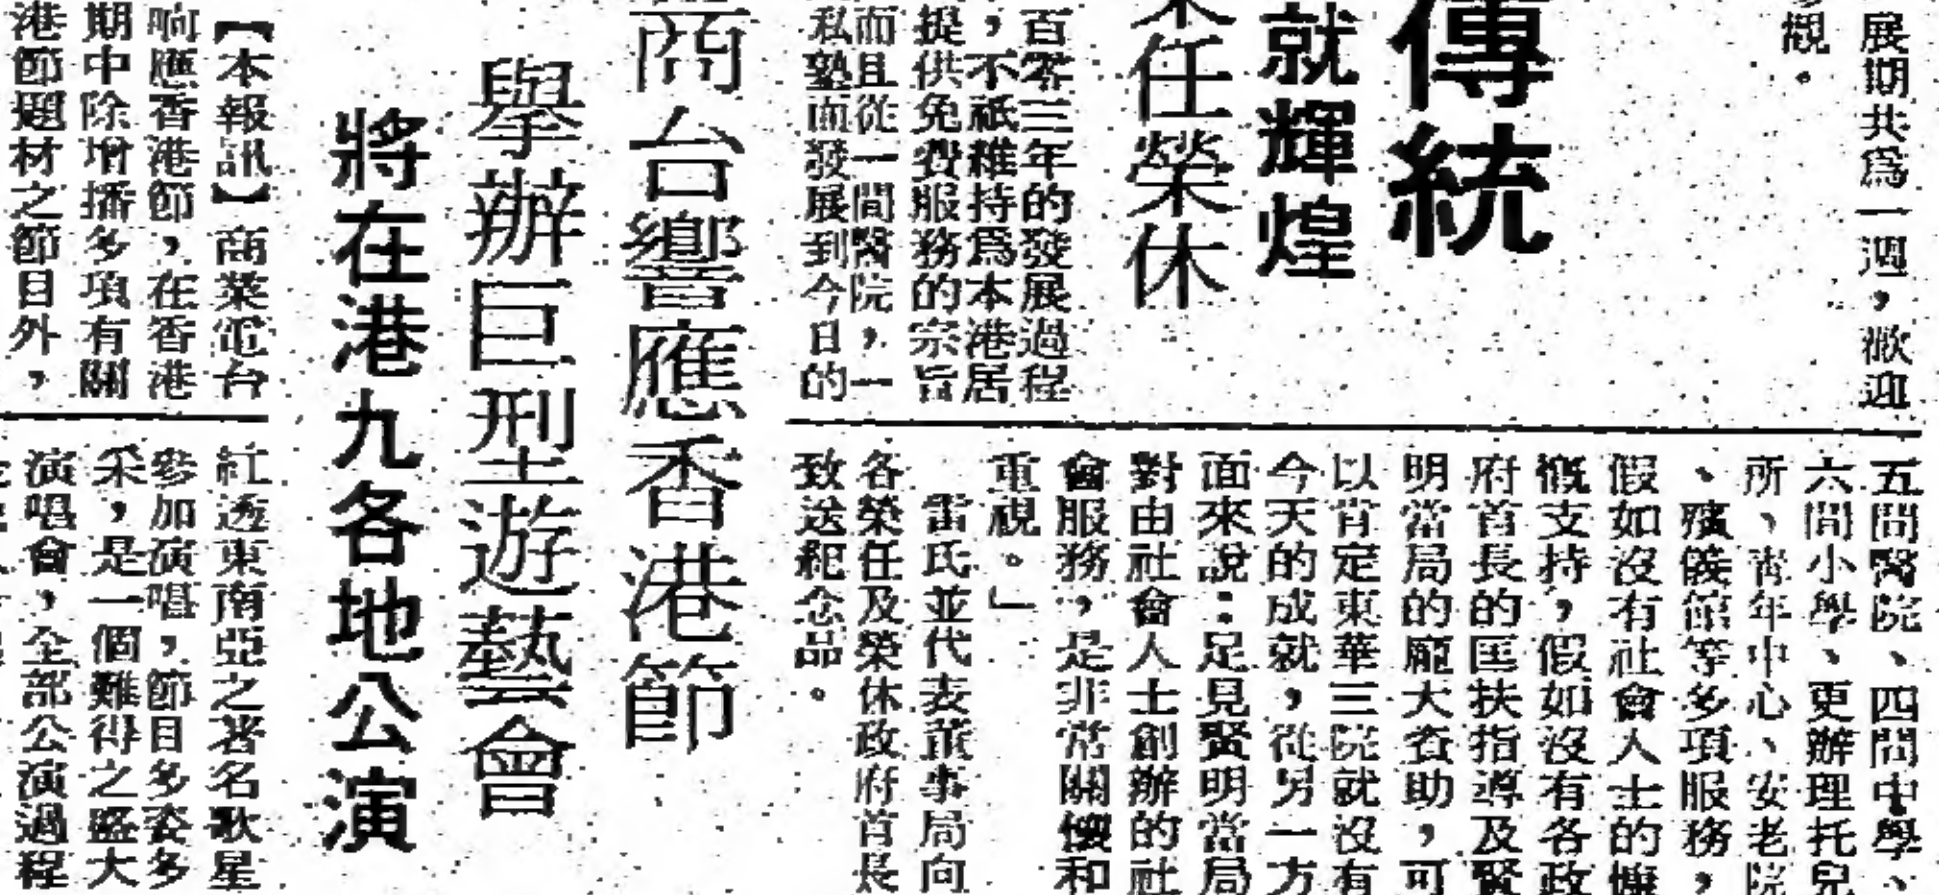 展期共爲一週，歡迎
觀。
傳統
就輝煌
任榮休
百零三年的發展過程
，不祇維持爲本港居
提供免費服務的宗旨
而且從一間醫院，一
私塾而發展到今日的
五間醫院、四間中學、
六間小學、更辦理托兒
所、青年中心、安老院
、殯儀館等多項服務，
假如沒有社會人士的慷
慨支持，假如沒有各政
府首長的匡扶指導及賢
明當局的龐大資助，可
以肯定東華三院就沒有
今天的成就，從另一方
面來說：足見賢明當局
對由社會人士創辦的社
會服務，是非常關懷和
重視。」
雷氏並代表董事局向
各榮任及榮休政府首長
致送紀念品。
商台響應香港節
擧辦巨型遊藝會
將在港九各地公演
【本報訊】商業電台
响應香港節，在香港
期中除增播多項有關
港節題材之節目外，
紅透東南亞之著名歌星
參加演唱，節目多姿多
采，是一個難得之盛大
演唱會，全部公演過程